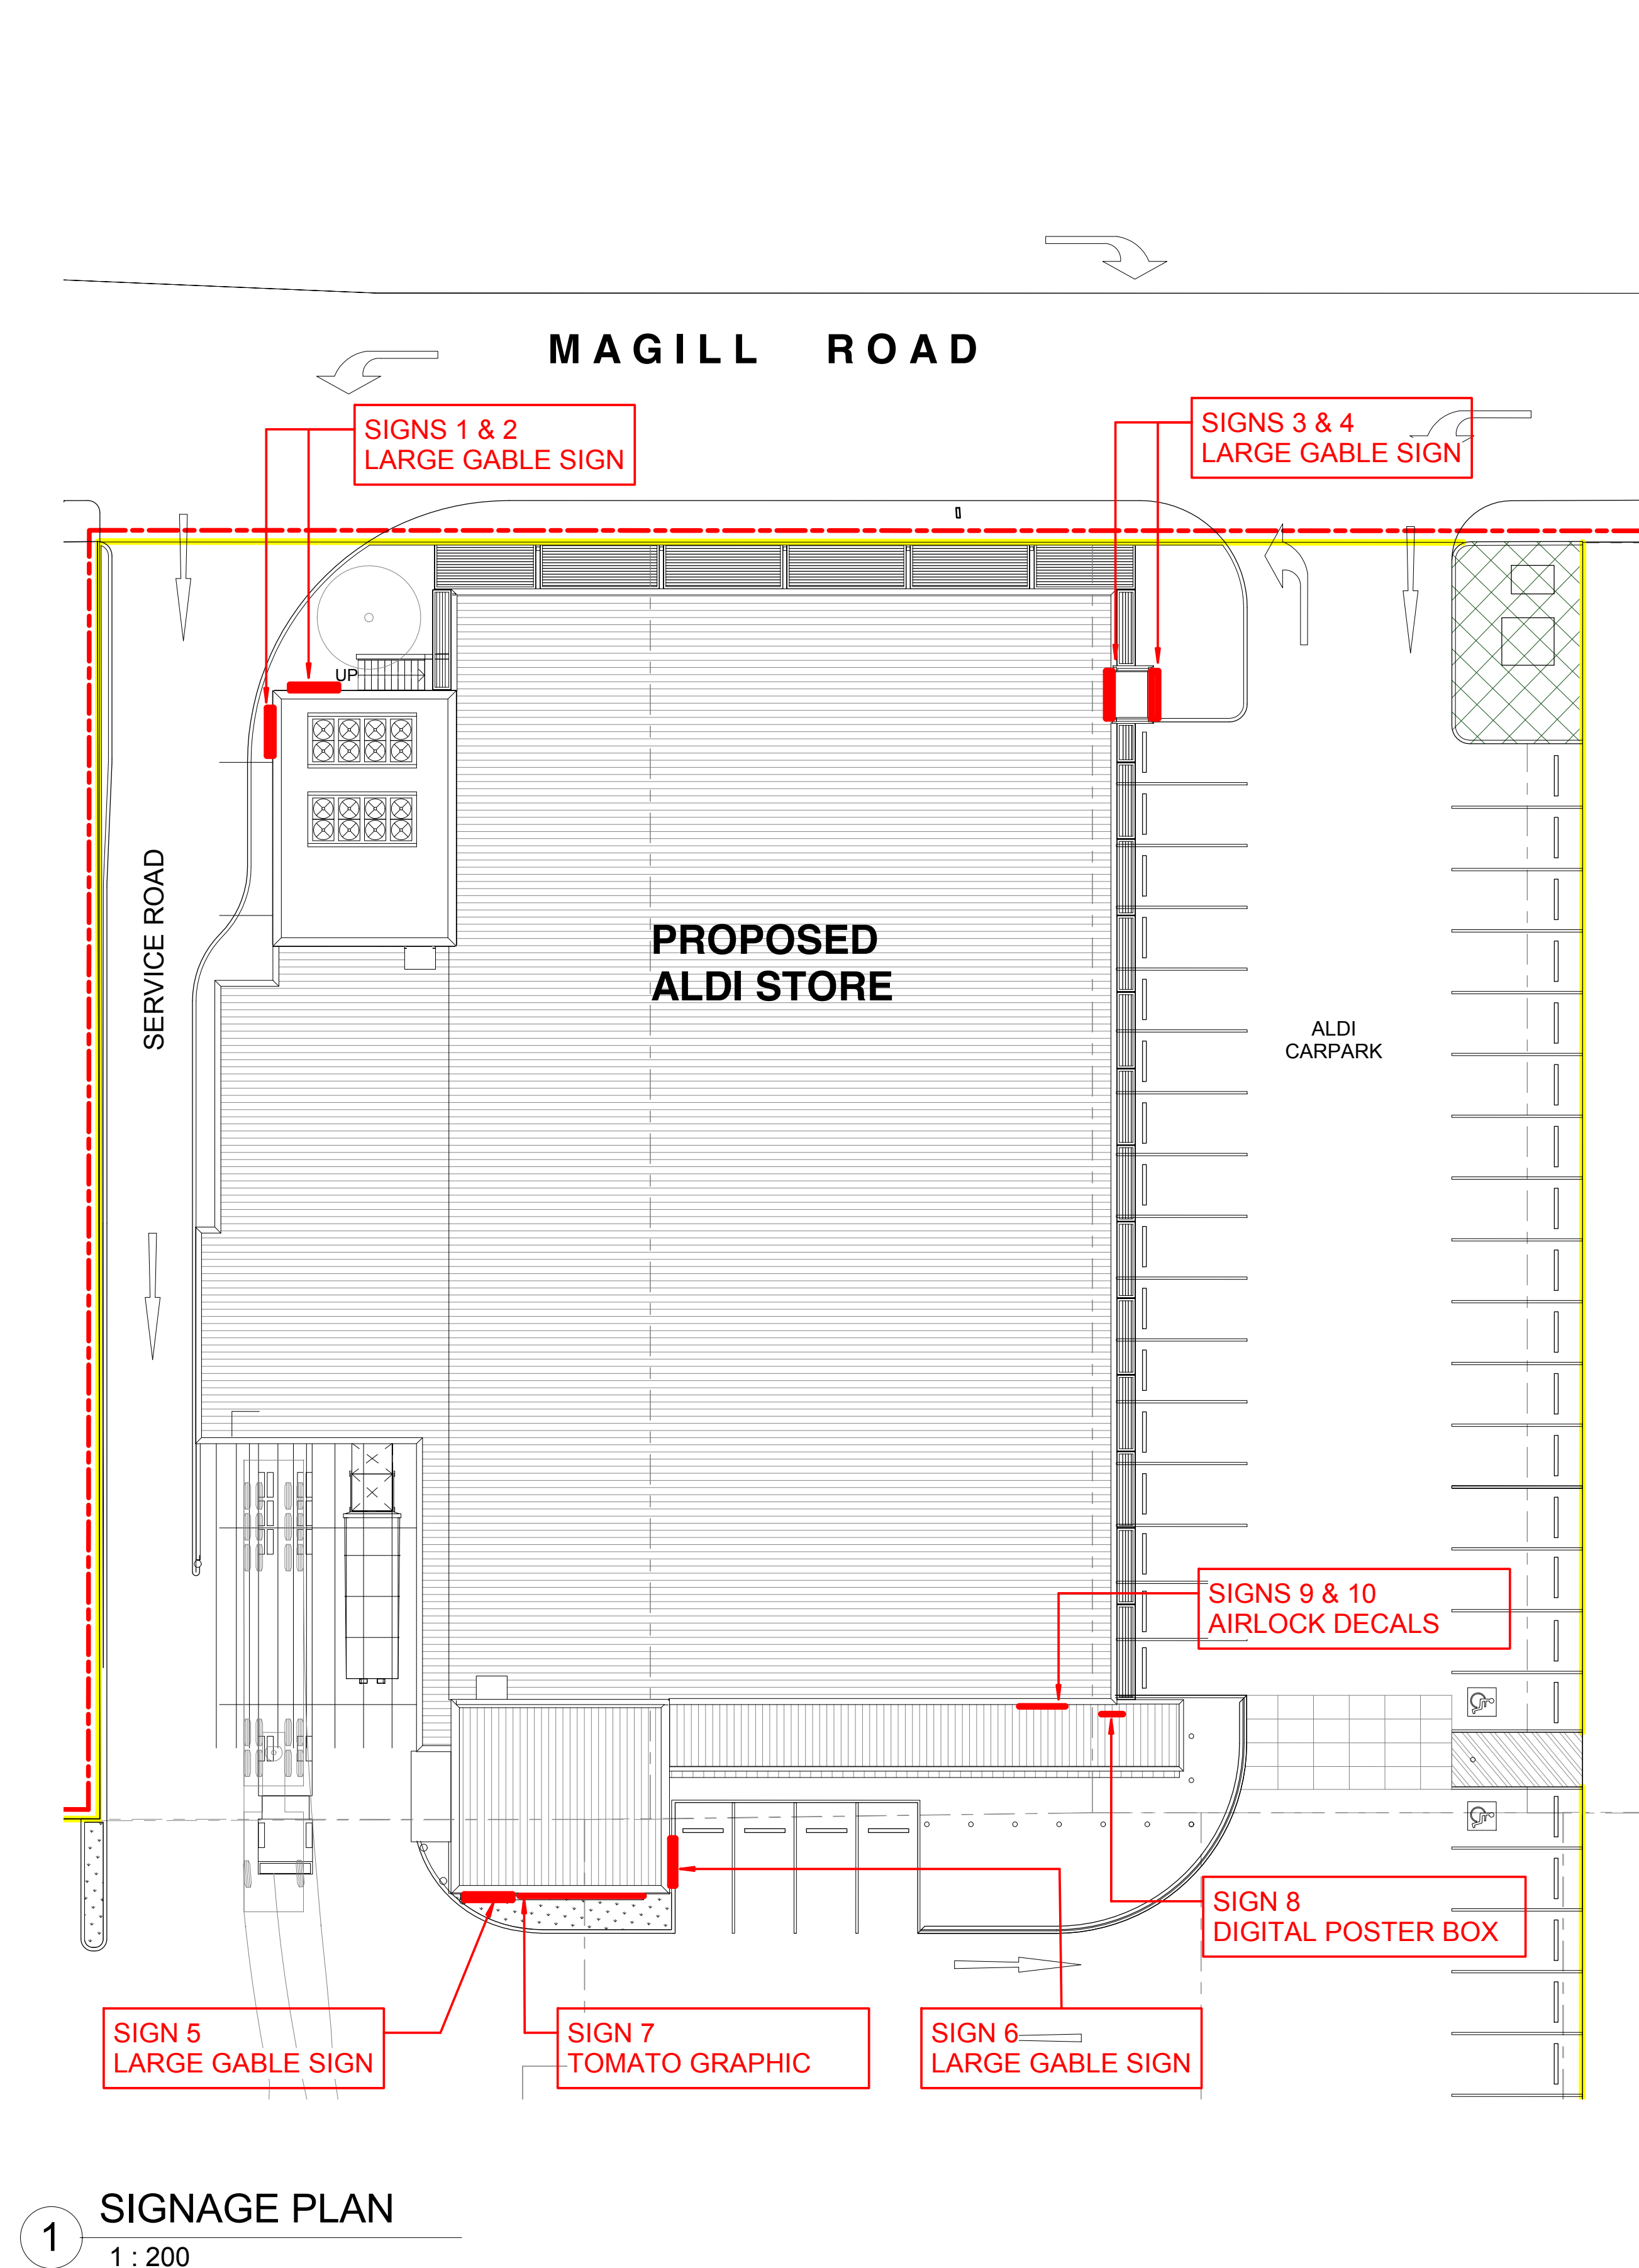 MAGILL ROAD
SIGNS 1 & 2
LARGE GABLE SIGN
SIGNS 3 & 4
LARGE GABLE SIGN
UP
SERVICE ROAD
PROPOSED
ALDI STORE
ALDI
CARPARK
SIGNS 9 & 10
AIRLOCK DECALS
SIGN 8
DIGITAL POSTER BOX
SIGN 5
LARGE GABLE SIGN
SIGN 7
TOMATO GRAPHIC
SIGN 6
LARGE GABLE SIGN
1
SIGNAGE PLAN
1 : 200